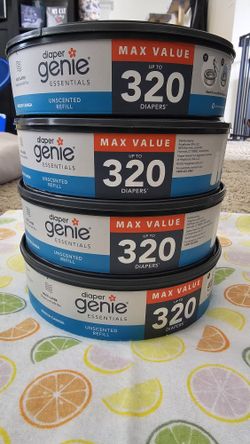 diaper
genie
ESSENTIALS
UNSCENTED
REFILL
MAX VALUE
UP TO
320
DIAPERS*
diaper
genie
ESSENTIALS
UNSCENTED
REFILL
MAX VALUE
UP TO
320
DIAPERS*
diaper
genie
ESSENTIALS
UNSCENTED
REFILL
MAX VALUE
UP TO
320
DIAPERS*
diaper
genie
ESSENTIALS
UNSCENTED
REFILL
MAX VALUE
UP TO
320
DIAPERS*